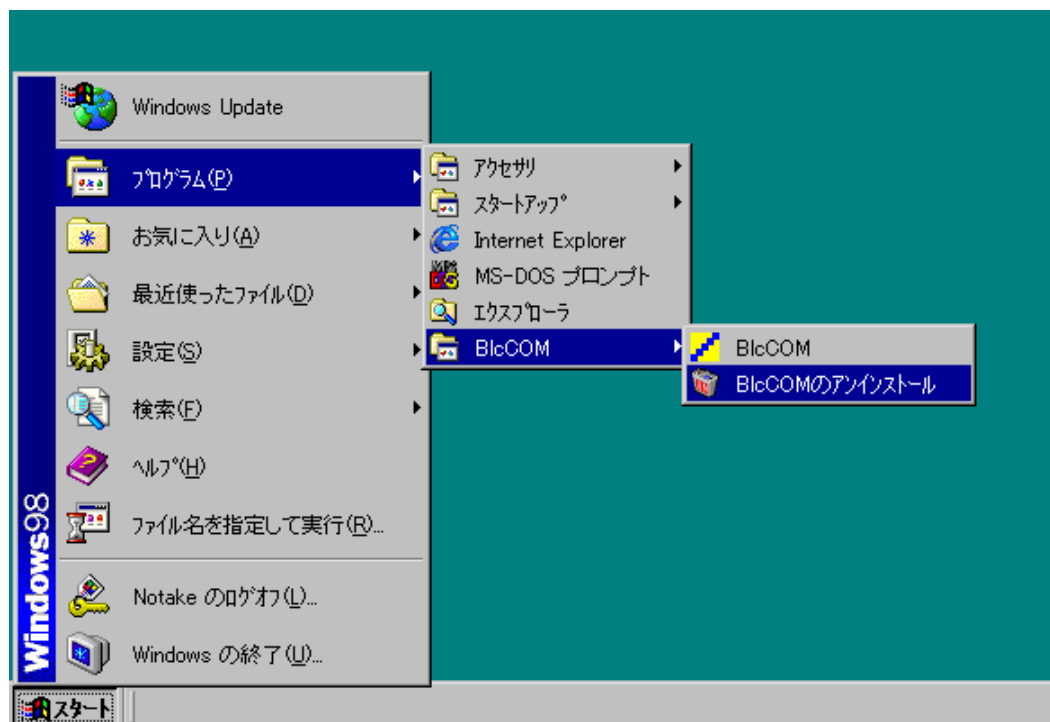 Windows Update
プログラム(P)
お気に入り(A)
最近使ったファイル(D)
設定(S)
検索(F)
ヘルプ(H)
ファイル名を指定して実行(R)...
Notake のログオフ(L)...
Windows の終了(U)...
Windows98
アクセサリ
スタートアップ
Internet Explorer
MS-DOS プロンプト
エクスプローラ
BlcCOM
BlcCOM
BlcCOMのアンインストール
スタート